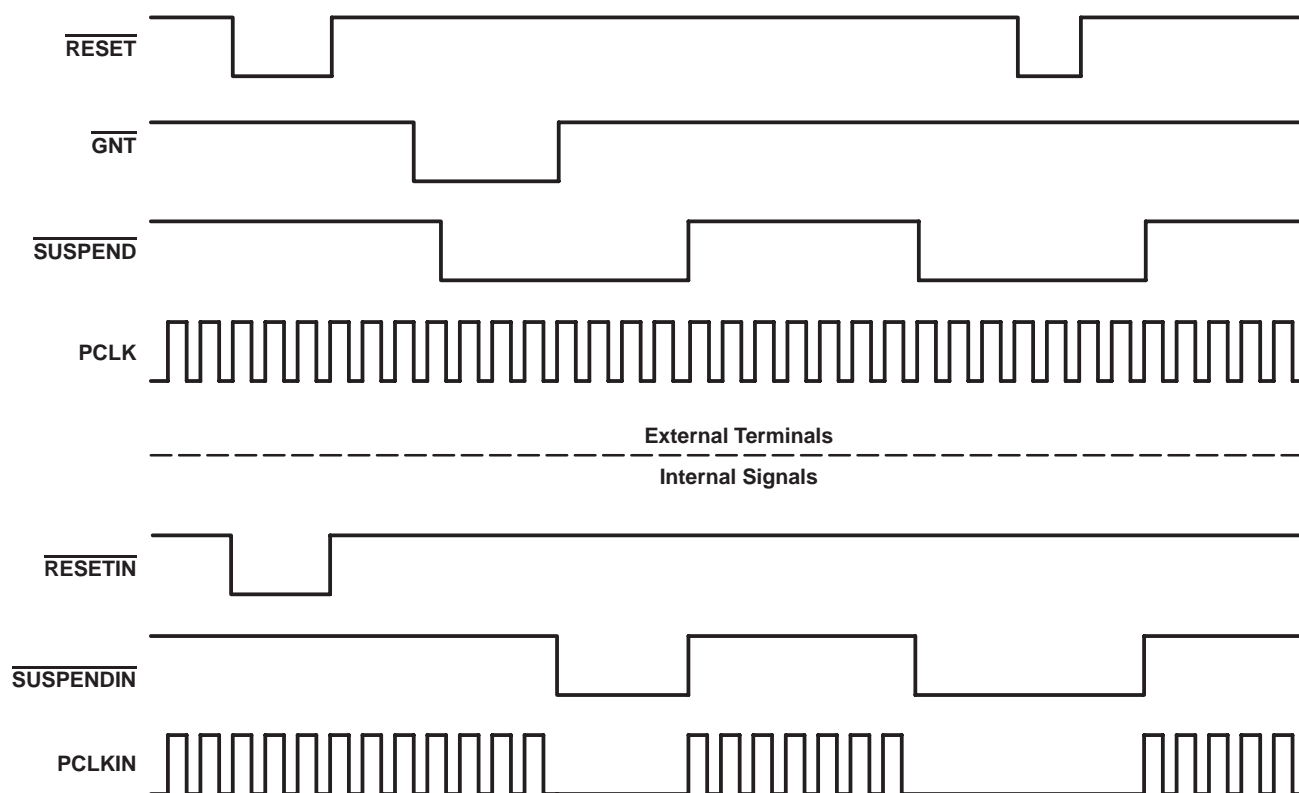 RESET
GNT
SUSPEND
PCLK
External Terminals
Internal Signals
RESETIN
SUSPENDIN
PCLKIN